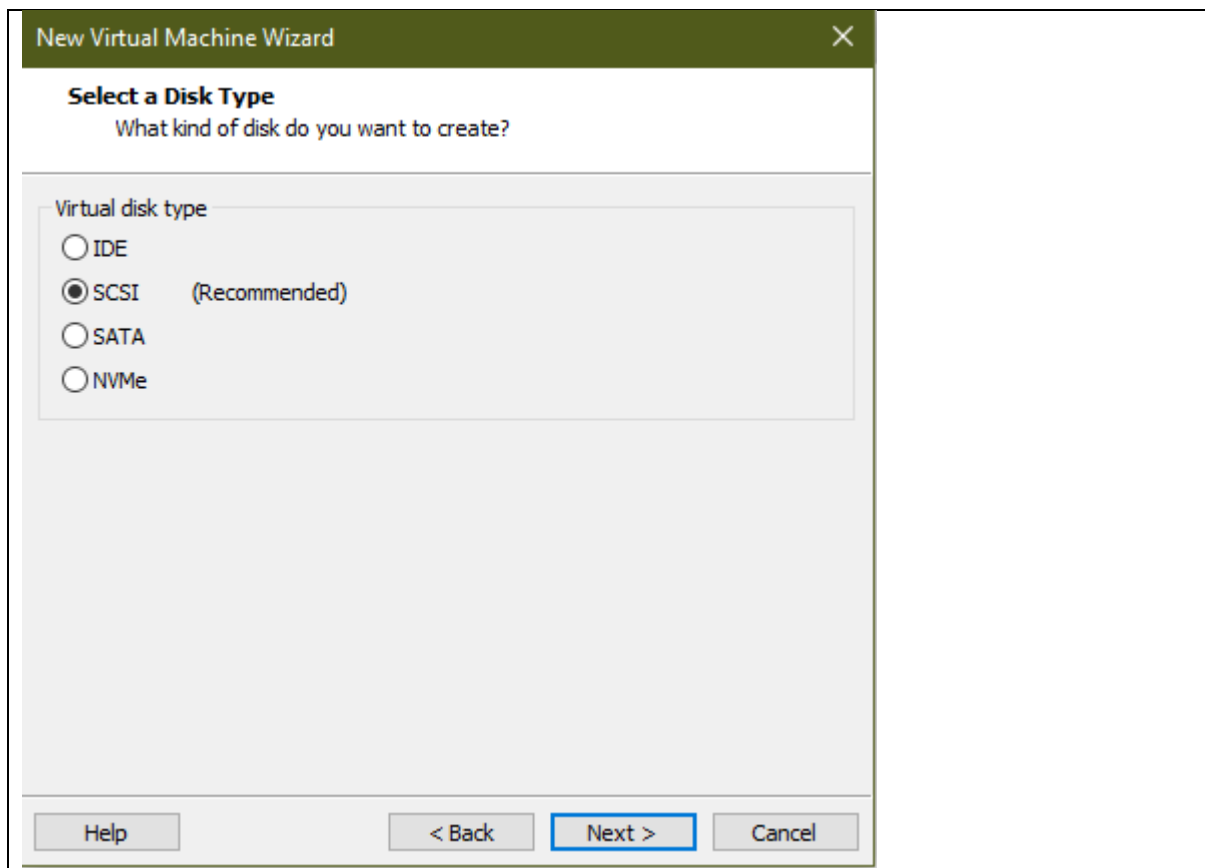 New Virtual Machine Wizard
Select a Disk Type
What kind of disk do you want to create?
Virtual disk type
IDE
SCSI (Recommended)
SATA
NVMe
Help < Back Next > Cancel